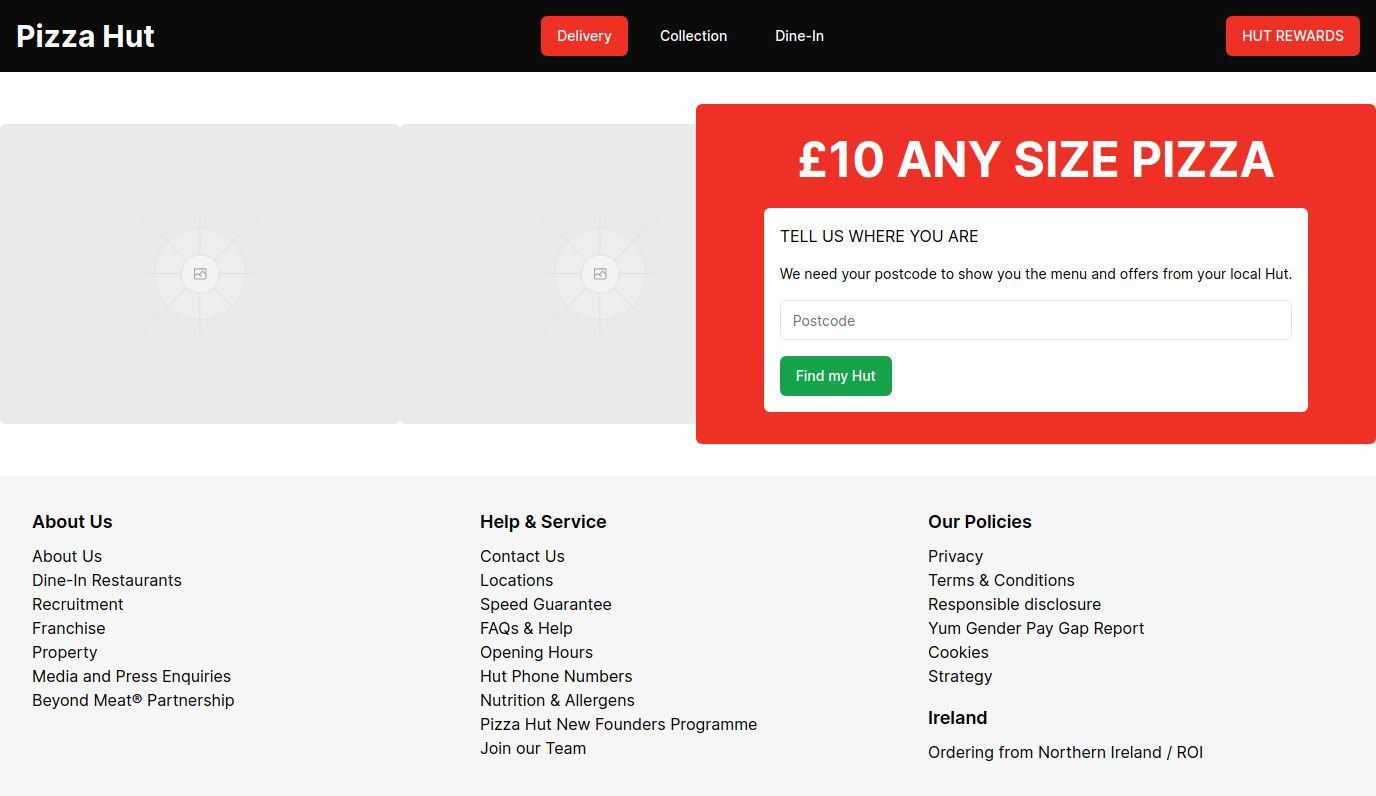 Pizza Hut
Delivery
Collection
Dine-In
HUT REWARDS
£10 ANY SIZE PIZZA
TELL US WHERE YOU ARE
We need your postcode to show you the menu and offers from your local Hut.
Postcode
Find my Hut
About Us
About Us
Dine-In Restaurants
Recruitment
Franchise
Property
Media and Press Enquiries
Beyond Meat® Partnership
Help & Service
Contact Us
Locations
Speed Guarantee
FAQs & Help
Opening Hours
Hut Phone Numbers
Nutrition & Allergens
Pizza Hut New Founders Programme
Join our Team
Our Policies
Privacy
Terms & Conditions
Responsible disclosure
Yum Gender Pay Gap Report
Cookies
Strategy
Ireland
Ordering from Northern Ireland / ROI